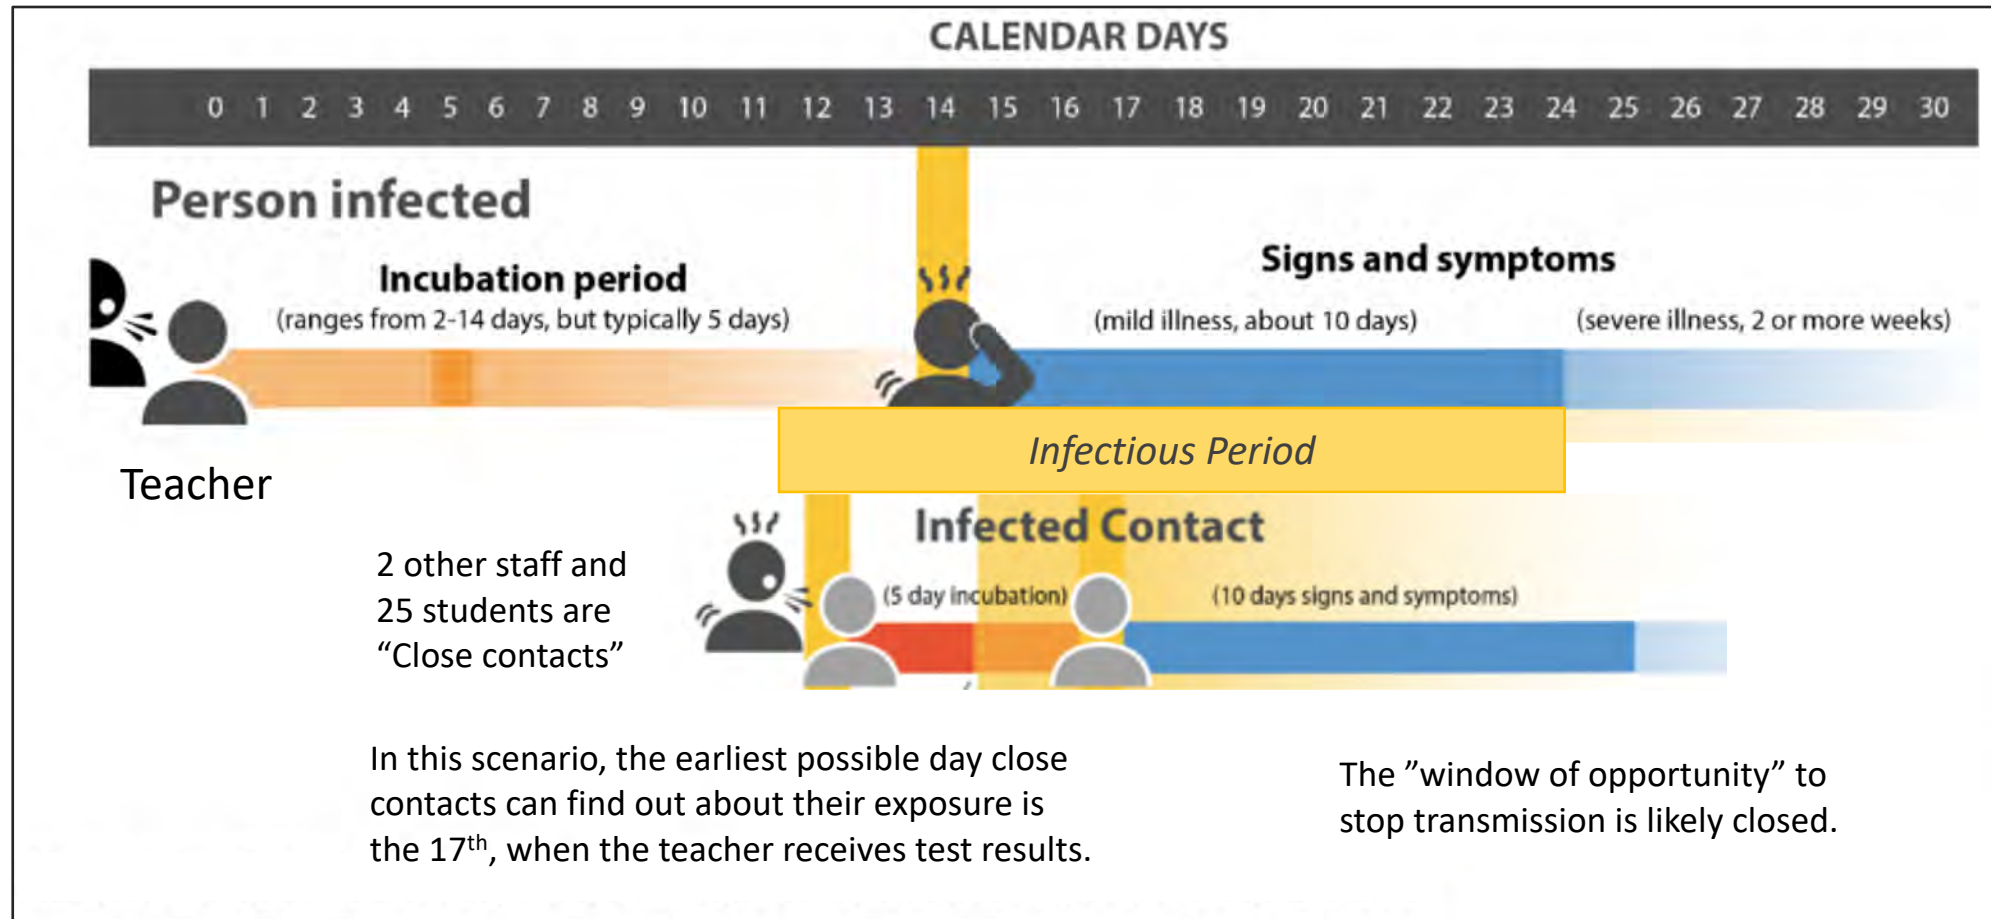 CALENDAR DAYS
0 1 2 3 4 5 6 7 8 9 10 11 12 13 14 15 16 17 18 19 20 21 22 23 24 25 26 27 28 29 30
Person infected
Incubation period
(ranges from 2-14 days, but typically 5 days)
Signs and symptoms
(mild illness, about 10 days)
(severe illness, 2 or more weeks)
Infectious Period
Teacher
Infected Contact
(5 day incubation)
(10 days signs and symptoms)
2 other staff and
25 students are
“Close contacts”
In this scenario, the earliest possible day close
contacts can find out about their exposure is
the 17th, when the teacher receives test results.
The ”window of opportunity” to
stop transmission is likely closed.